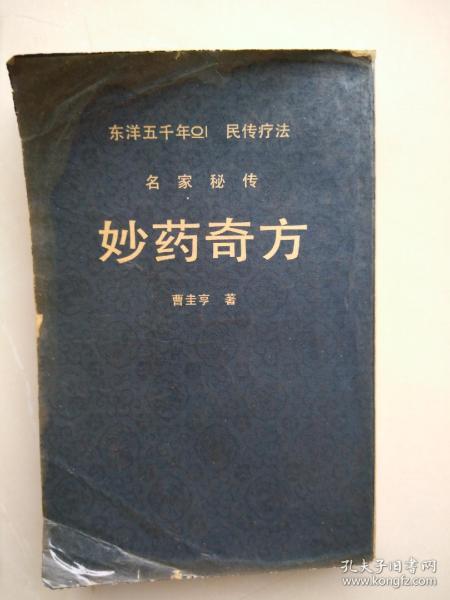 东洋五千年의 民传疗法
名家秘传
妙药奇方
曹圭亨 著
孔夫子旧书网
www.kongfz.com